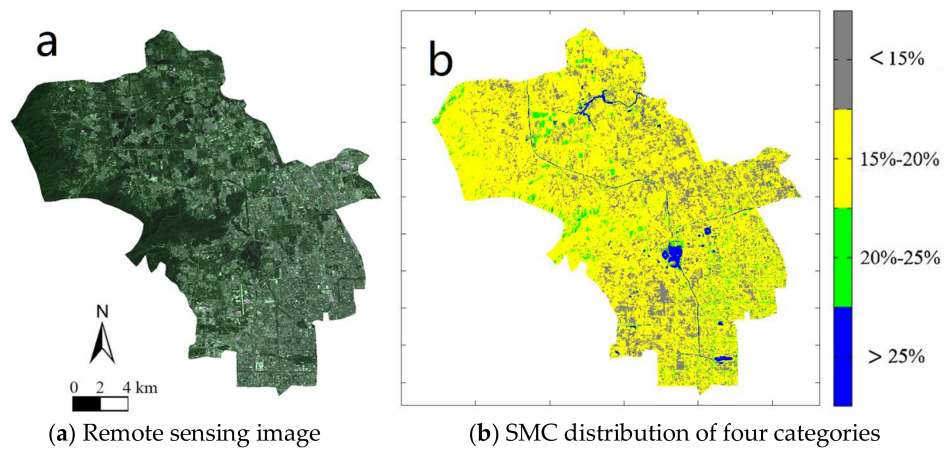 a
b
N
0 2 4 km
< 15%
15%-20%
20%-25%
> 25%
(a) Remote sensing image
(b) SMC distribution of four categories